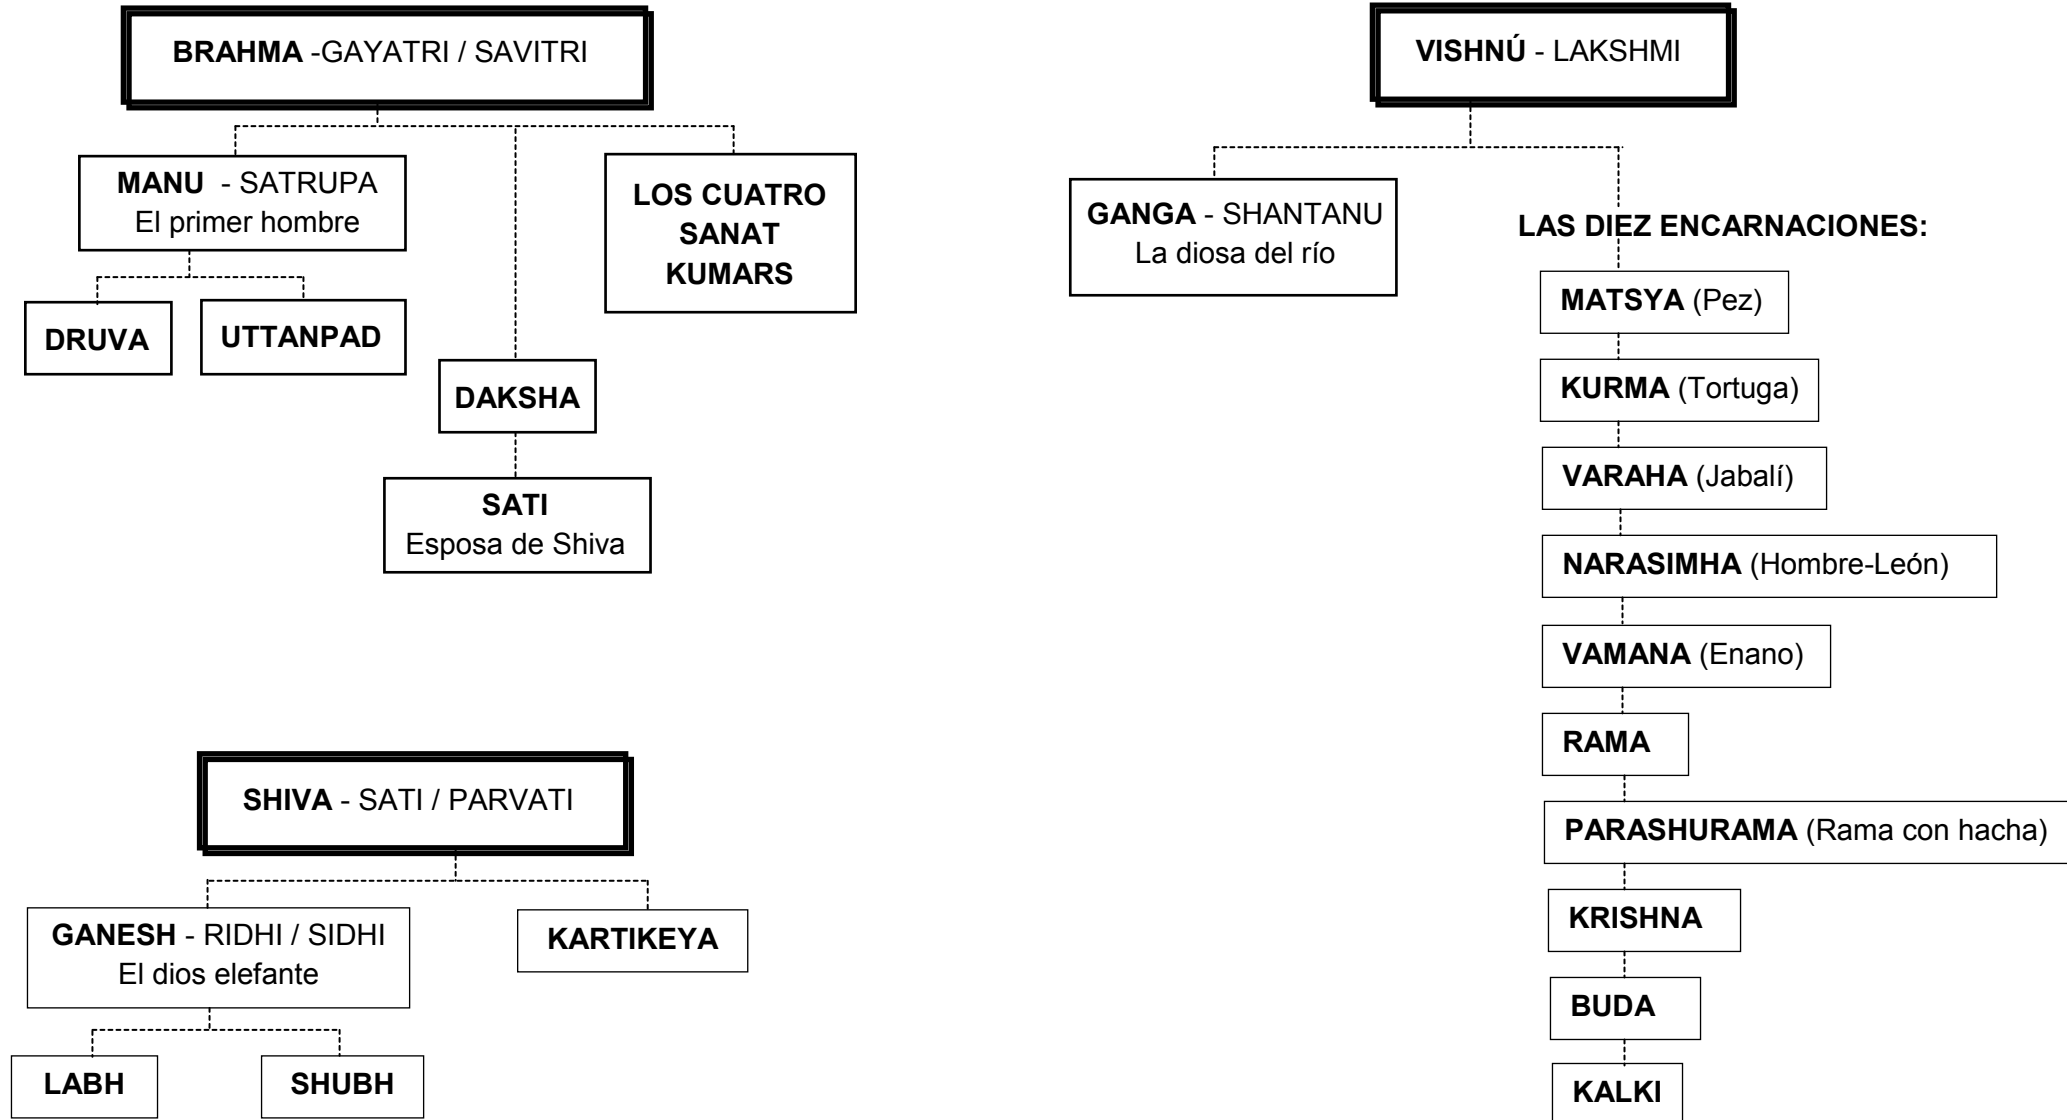 BRAHMA -GAYATRI / SAVITRI
MANU - SATRUPA
El primer hombre
DRUVA
UTTANPAD
LOS CUATRO
SANAT
KUMARS
DAKSHA
SATI
Esposa de Shiva
SHIVA - SATI / PARVATI
GANESH - RIDHI / SIDHI
El dios elefante
KARTIKEYA
LABH
SHUBH
VISHNÚ - LAKSHMI
GANGA - SHANTANU
La diosa del río
LAS DIEZ ENCARNACIONES:
MATSYA (Pez)
KURMA (Tortuga)
VARAHA (Jabalí)
NARASIMHA (Hombre-León)
VAMANA (Enano)
RAMA
PARASHURAMA (Rama con hacha)
KRISHNA
BUDA
KALKI